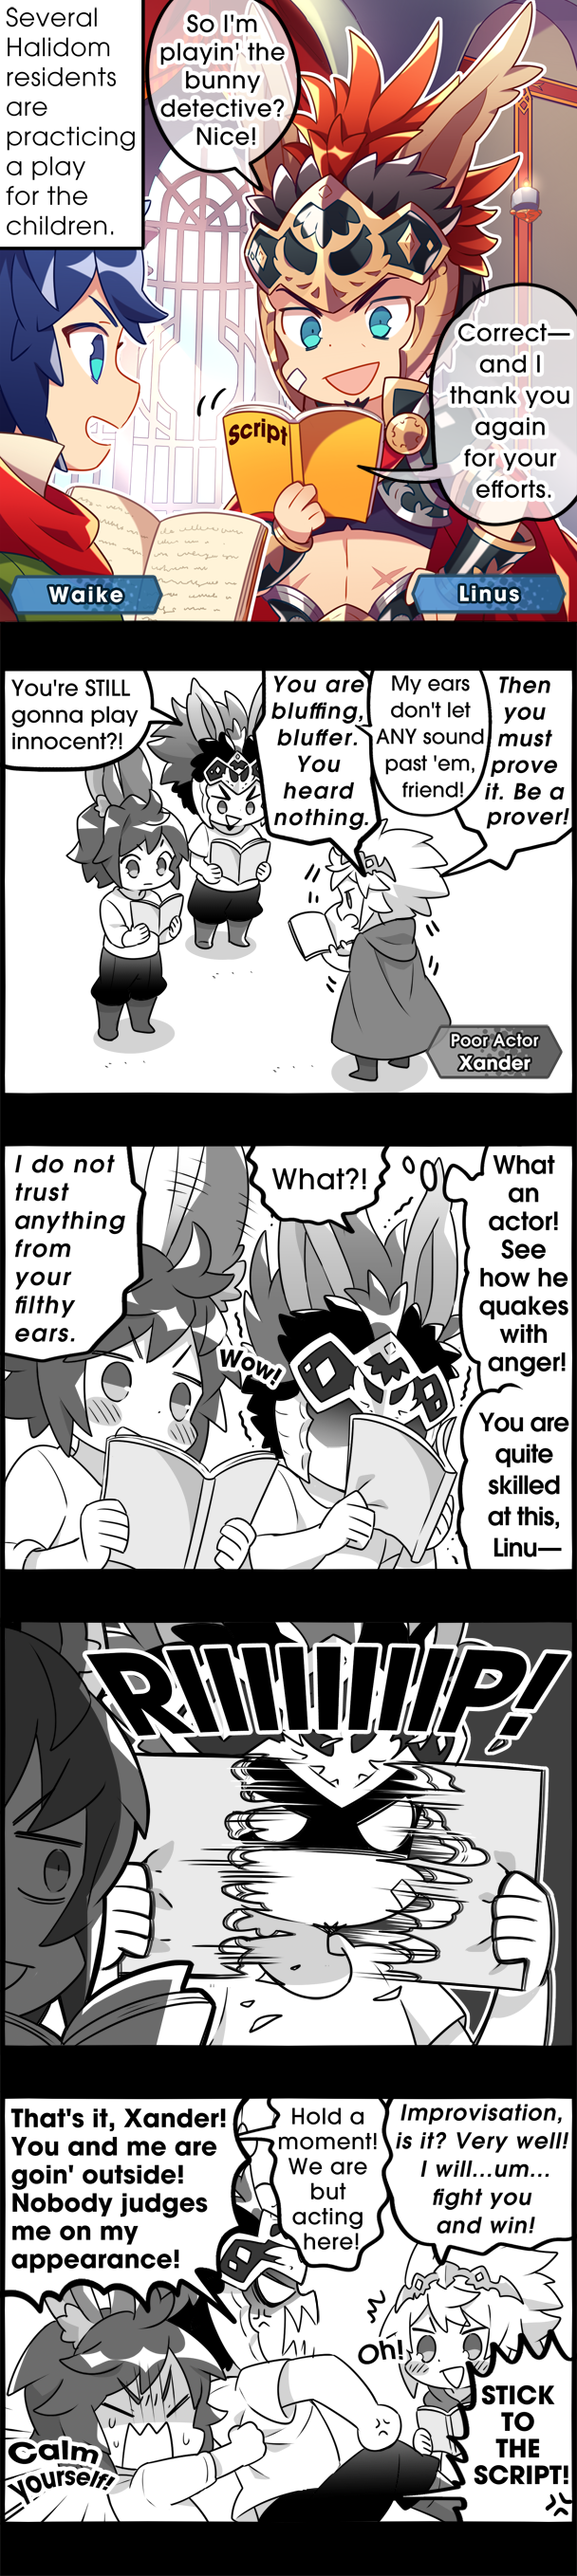 Several
Halidom
residents
are
practicing
a play
for the
children.
So I'm
playin' the
bunny
detective?
Nice!
Correct—
and I
thank you
again
for your
efforts.
Script
Waike
Linus
Then
you
must
prove
it. Be a
prover!
My ears
don't let
ANY sound
past 'em,
friend!
You are
bluffing,
bluffer.
You
heard
nothing.
You're STILL
gonna play
innocent?!
Poor Actor
Xander
What
an
actor!
See
how he
quakes
with
anger!
You are
quite
skilled
at this,
Linu—
What?!
Wow!
I do not
trust
anything
from
your
filthy
ears.
RIIIIIIIIP!
Improvisation,
is it? Very well!
I will...um...
fight you
and win!
Hold a
moment!
We are
but
acting
here!
That's it, Xander!
You and me are
goin' outside!
Nobody judges
me on my
appearance!
Oh!
STICK
TO
THE
SCRIPT!
Calm
yourself!